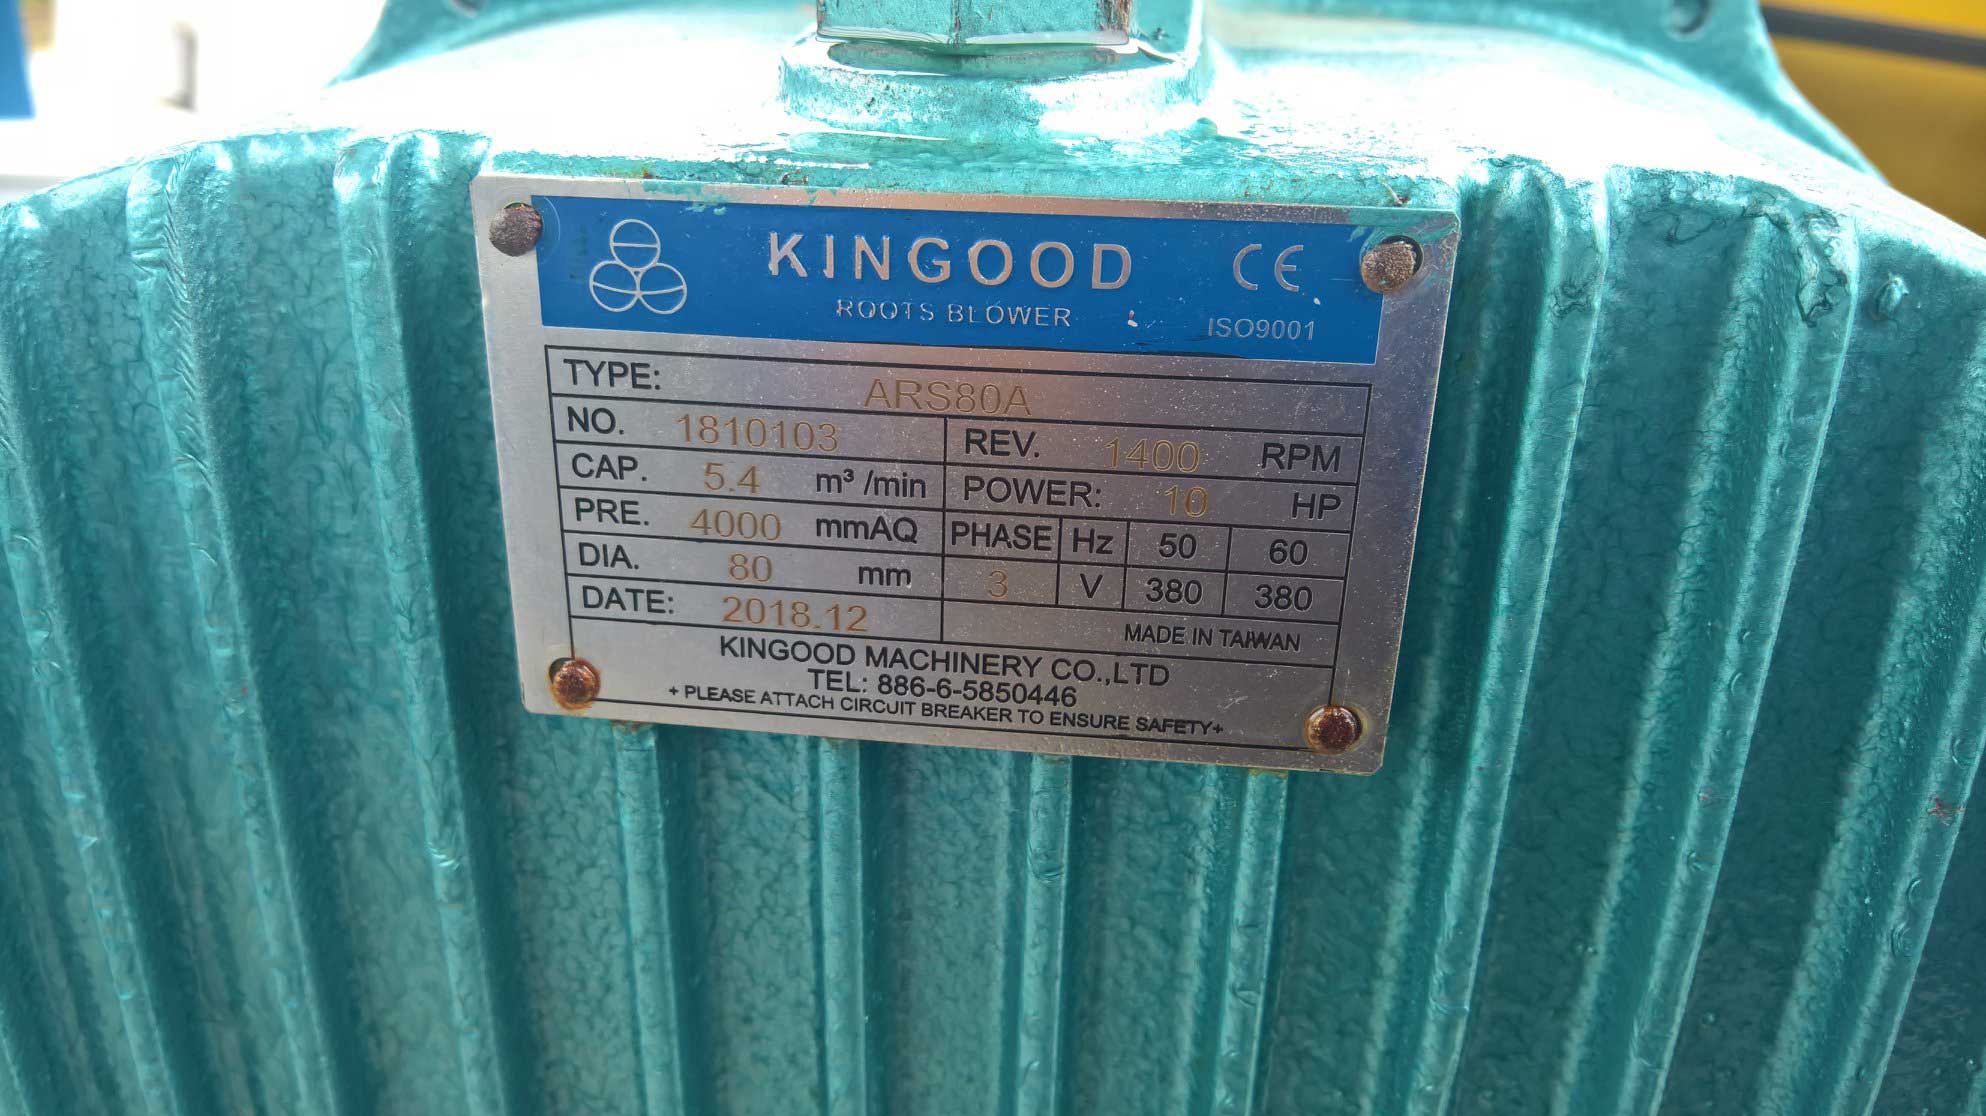 KINGOOD
CE
ROOTS BLOWER
ISO9001
TYPE: ARS80A
NO. 1810103 REV. 1400 RPM
CAP. 5.4 m³/min POWER: 10 HP
PRE. 4000 mmAQ PHASE Hz 50 60
DIA. 80 mm 3 V 380 380
DATE: 2018.12 MADE IN TAIWAN
KINGOOD MACHINERY CO.,LTD
TEL: 886-6-5850446
+ PLEASE ATTACH CIRCUIT BREAKER TO ENSURE SAFETY+